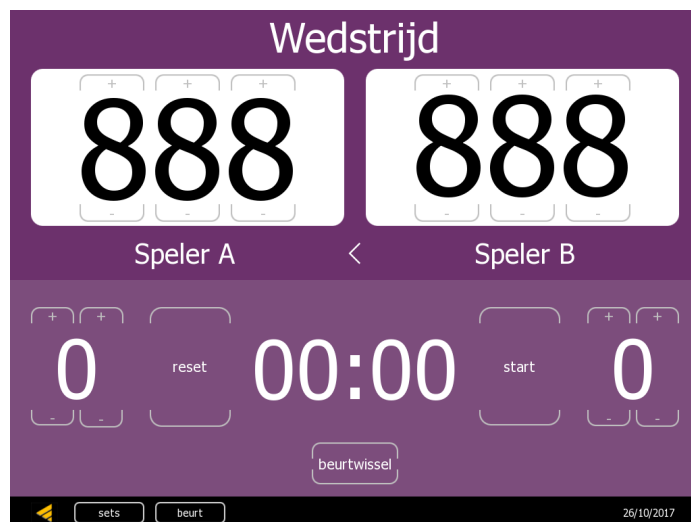 Wedstrijd
+ + + + + +
888 888
- - - - - -
Speler A < Speler B
+ + + +
0 reset 00:00 start 0
- - - -
beurtwissel
sets beurt 26/10/2017